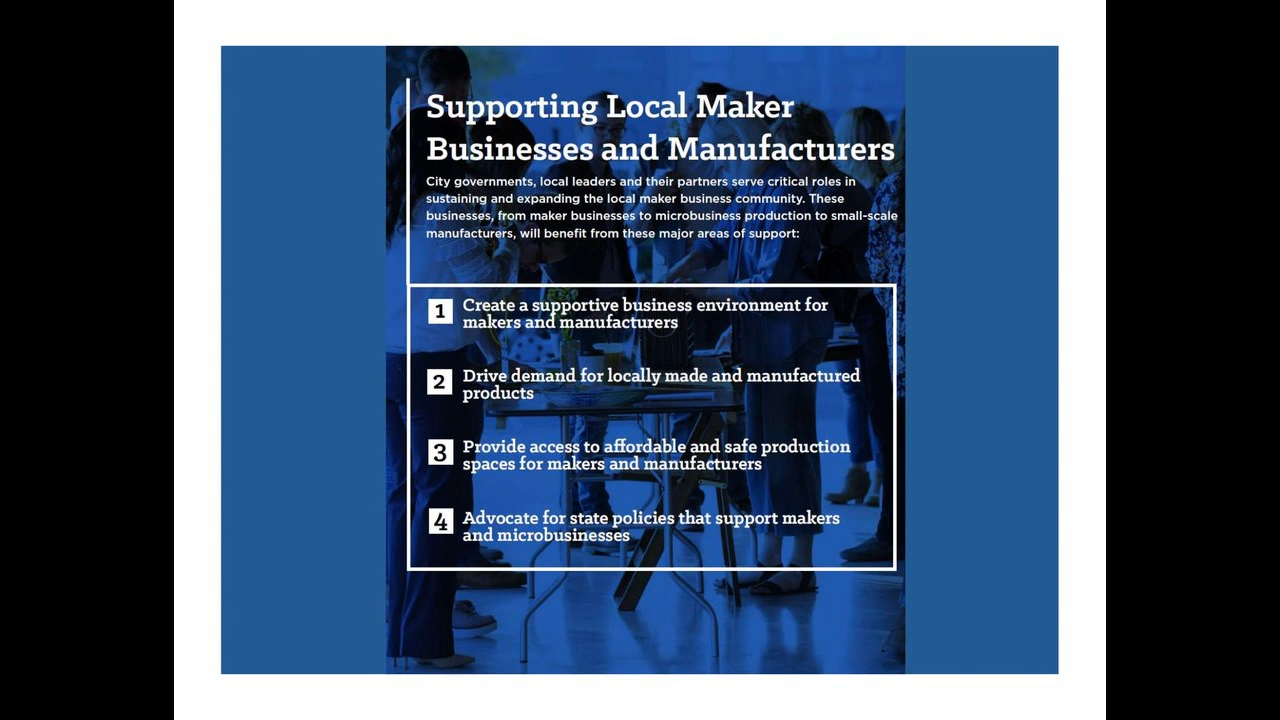 Supporting Local Maker
Businesses and Manufacturers
City governments, local leaders and their partners serve critical roles in
sustaining and expanding the local maker business community. These
businesses, from maker businesses to microbusiness production to small-scale
manufacturers, will benefit from these major areas of support:
1 Create a supportive business environment for
makers and manufacturers
2 Drive demand for locally made and manufactured
products
3 Provide access to affordable and safe production
spaces for makers and manufacturers
4 Advocate for state policies that support makers
and microbusinesses